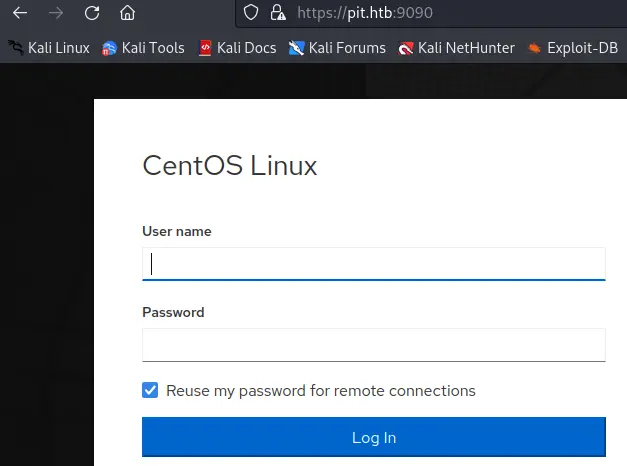 https://pit.htb:9090
Kali Linux Kali Tools Kali Docs Kali Forums Kali NetHunter Exploit-DB
CentOS Linux
User name
Password
Reuse my password for remote connections
Log In